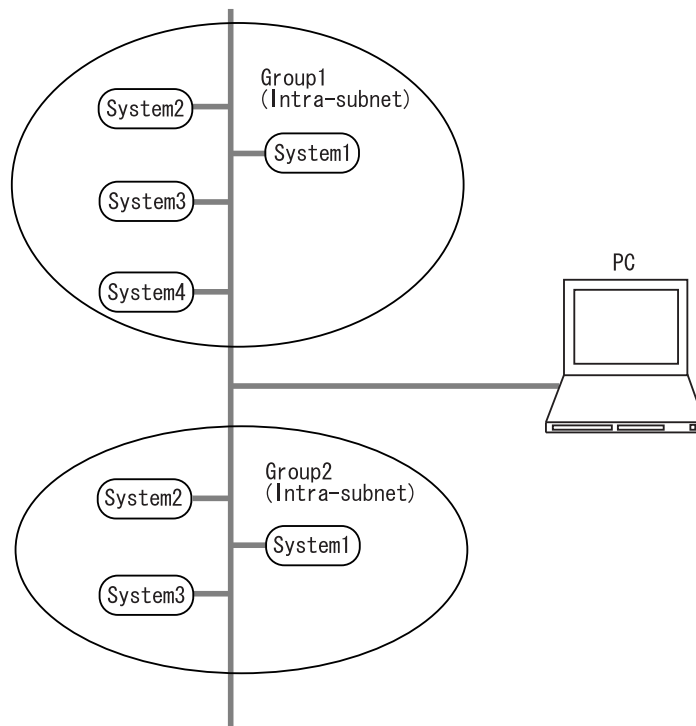 Group1
(Intra-subnet)
System2
System1
System3
System4
PC
Group2
(Intra-subnet)
System2
System1
System3